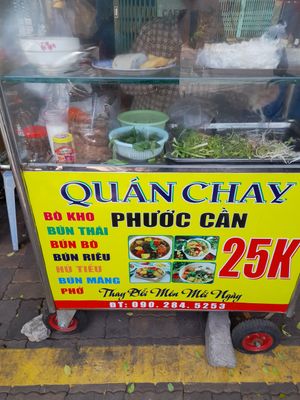 QUÁN CHAY
PHƯỚC CẦN
BÒ KHO
BÚN THÁI
BÚN BÒ
BÚN RIÊU
HỦ TIẾU
BÚN MĂNG
PHỞ
25K
Thay Đổi Món Mỗi Ngày
ĐT: 090. 284. 5253